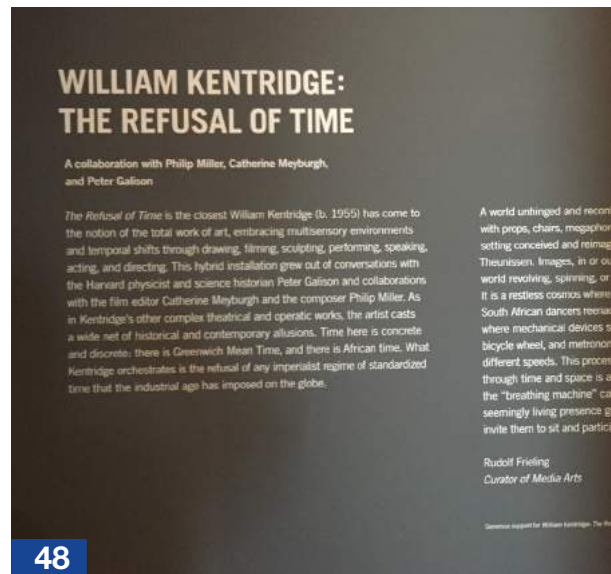 WILLIAM KENTRIDGE:
THE REFUSAL OF TIME
A collaboration with Philip Miller, Catherine Meyburgh,
and Peter Galison
The Refusal of Time is the closest William Kentridge (b. 1955) has come to
the notion of the total work of art, embracing multisensory environments
and temporal shifts through drawing, filming, sculpting, performing, speaking,
acting, and directing. This hybrid installation grew out of conversations with
the Harvard physicist and science historian Peter Galison and collaborations
with the film editor Catherine Meyburgh and the composer Philip Miller. As
in Kentridge's other complex theatrical and operatic works, the artist casts
a wide net of historical and contemporary allusions. Time here is concrete
and discrete: there is Greenwich Mean Time, and there is African time. What
Kentridge orchestrates is the refusal of any imperialist regime of standardized
time that the industrial age has imposed on the globe.
A world unhinged and recon
with props, chairs, megaphon
setting conceived and reimag
Theunissen. Images, in or ou
world revolving, spinning, or
It is a restless cosmos where
South African dancers reenac
where mechanical devices s
bicycle wheel, and metronom
different speeds. This proces
through time and space is a
the "breathing machine" ca
seemingly living presence g
invite them to sit and partici
Rudolf Frieling
Curator of Media Arts
Generous support for William Kentridge: The
48